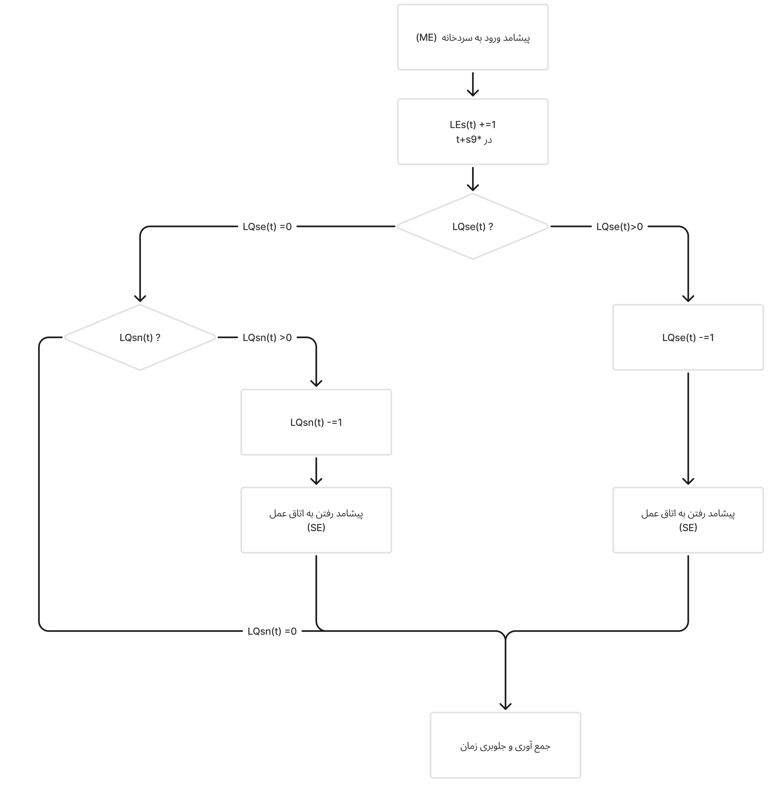 پیشامد ورود به سردخانه (ME)
LEs(t) +=1
در t+s9*
LQse(t) ?
LQse(t) =0
LQse(t)>0
LQsn(t) ?
LQsn(t) >0
LQse(t) -=1
LQsn(t) -=1
پیشامد رفتن به اتاق عمل
(SE)
پیشامد رفتن به اتاق عمل
(SE)
LQsn(t) =0
جمع آوری و جلوبری زمان